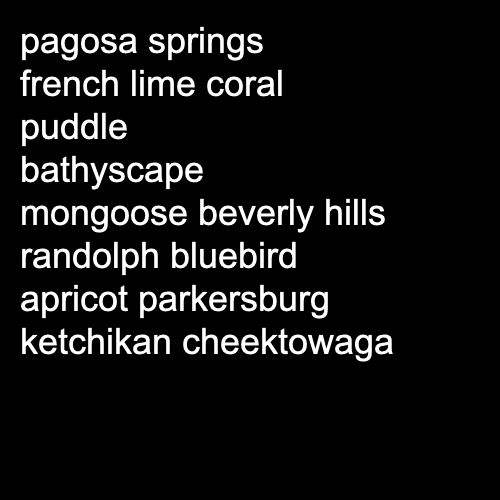 pagosa springs
french lime coral
puddle
bathyscape
mongoose beverly hills
randolph bluebird
apricot parkersburg
ketchikan cheektowaga